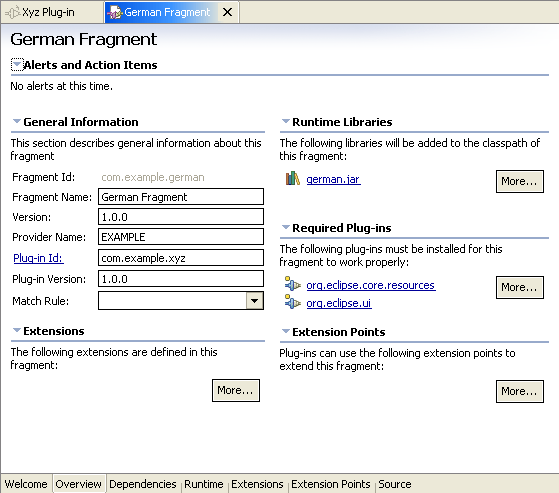 Xyz Plug-in
German Fragment
German Fragment
Alerts and Action Items
No alerts at this time.
General Information
This section describes general information about this
fragment
Fragment Id: com.example.german
Fragment Name: German Fragment
Version: 1.0.0
Provider Name: EXAMPLE
Plug-in Id: com.example.xyz
Plug-in Version: 1.0.0
Match Rule:
Extensions
The following extensions are defined in this
fragment:
More...
Runtime Libraries
The following libraries will be added to the classpath of
this fragment:
german.jar
More...
Required Plug-ins
The following plug-ins must be installed for this
fragment to work properly:
org.eclipse.core.resources
More...
org.eclipse.ui
Extension Points
Plug-ins can use the following extension points to
extend this fragment:
More...
Welcome Overview Dependencies Runtime Extensions Extension Points Source